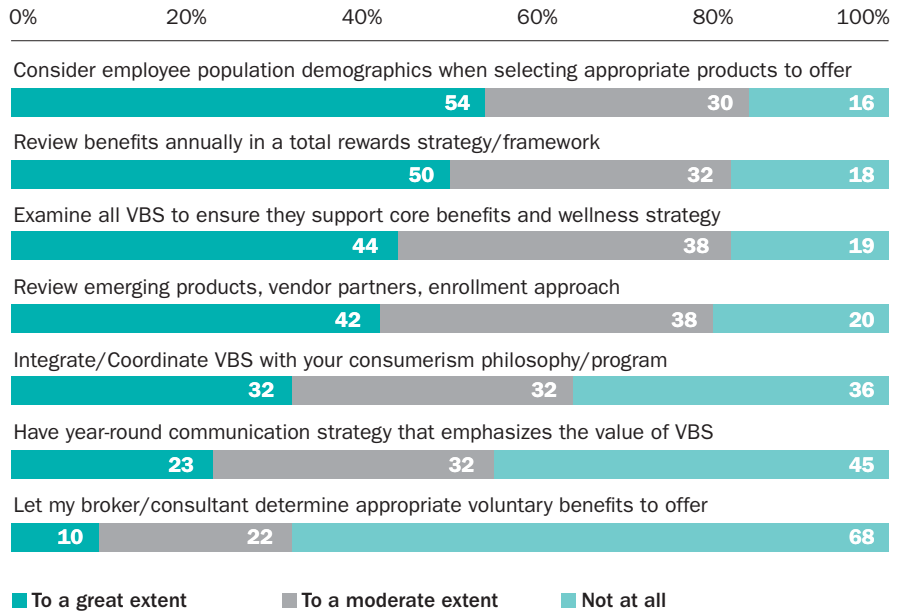 0% 20% 40% 60% 80% 100%
Consider employee population demographics when selecting appropriate products to offer
54 30 16
Review benefits annually in a total rewards strategy/framework
50 32 18
Examine all VBS to ensure they support core benefits and wellness strategy
44 38 19
Review emerging products, vendor partners, enrollment approach
42 38 20
Integrate/Coordinate VBS with your consumerism philosophy/program
32 32 36
Have year-round communication strategy that emphasizes the value of VBS
23 32 45
Let my broker/consultant determine appropriate voluntary benefits to offer
10 22 68
To a great extent To a moderate extent Not at all